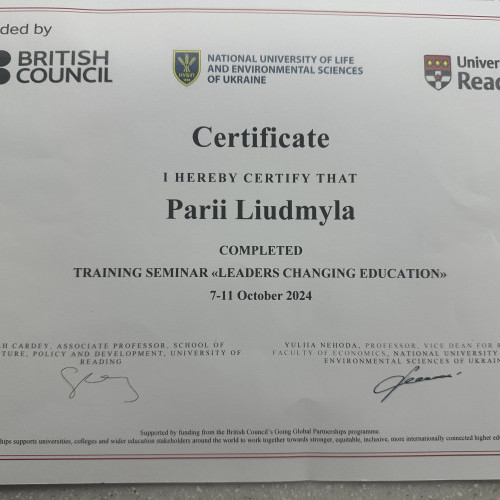 ded by
BRITISH
COUNCIL
NATIONAL UNIVERSITY OF LIFE
AND ENVIRONMENTAL SCIENCES
OF UKRAINE
Univers
Read
Certificate
I HEREBY CERTIFY THAT
Parii Liudmyla
COMPLETED
TRAINING SEMINAR «LEADERS CHANGING EDUCATION»
7-11 October 2024
H CARDEY, ASSOCIATE PROFESSOR, SCHOOL OF
TURE, POLICY AND DEVELOPMENT, UNIVERSITY OF
READING
YULIIA NEHODA, PROFESSOR, VICE DEAN FOR R
FACULTY OF ECONOMICS, NATIONAL UNIVERSITY
ENVIRONMENTAL SCIENCES OF UKRAIN
Supported by funding from the British Council's Going Global Partnerships programme.
ships supports universities, colleges and wider education stakeholders around the world to work together towards stronger, equitable, inclusive, more internationally connected higher edu